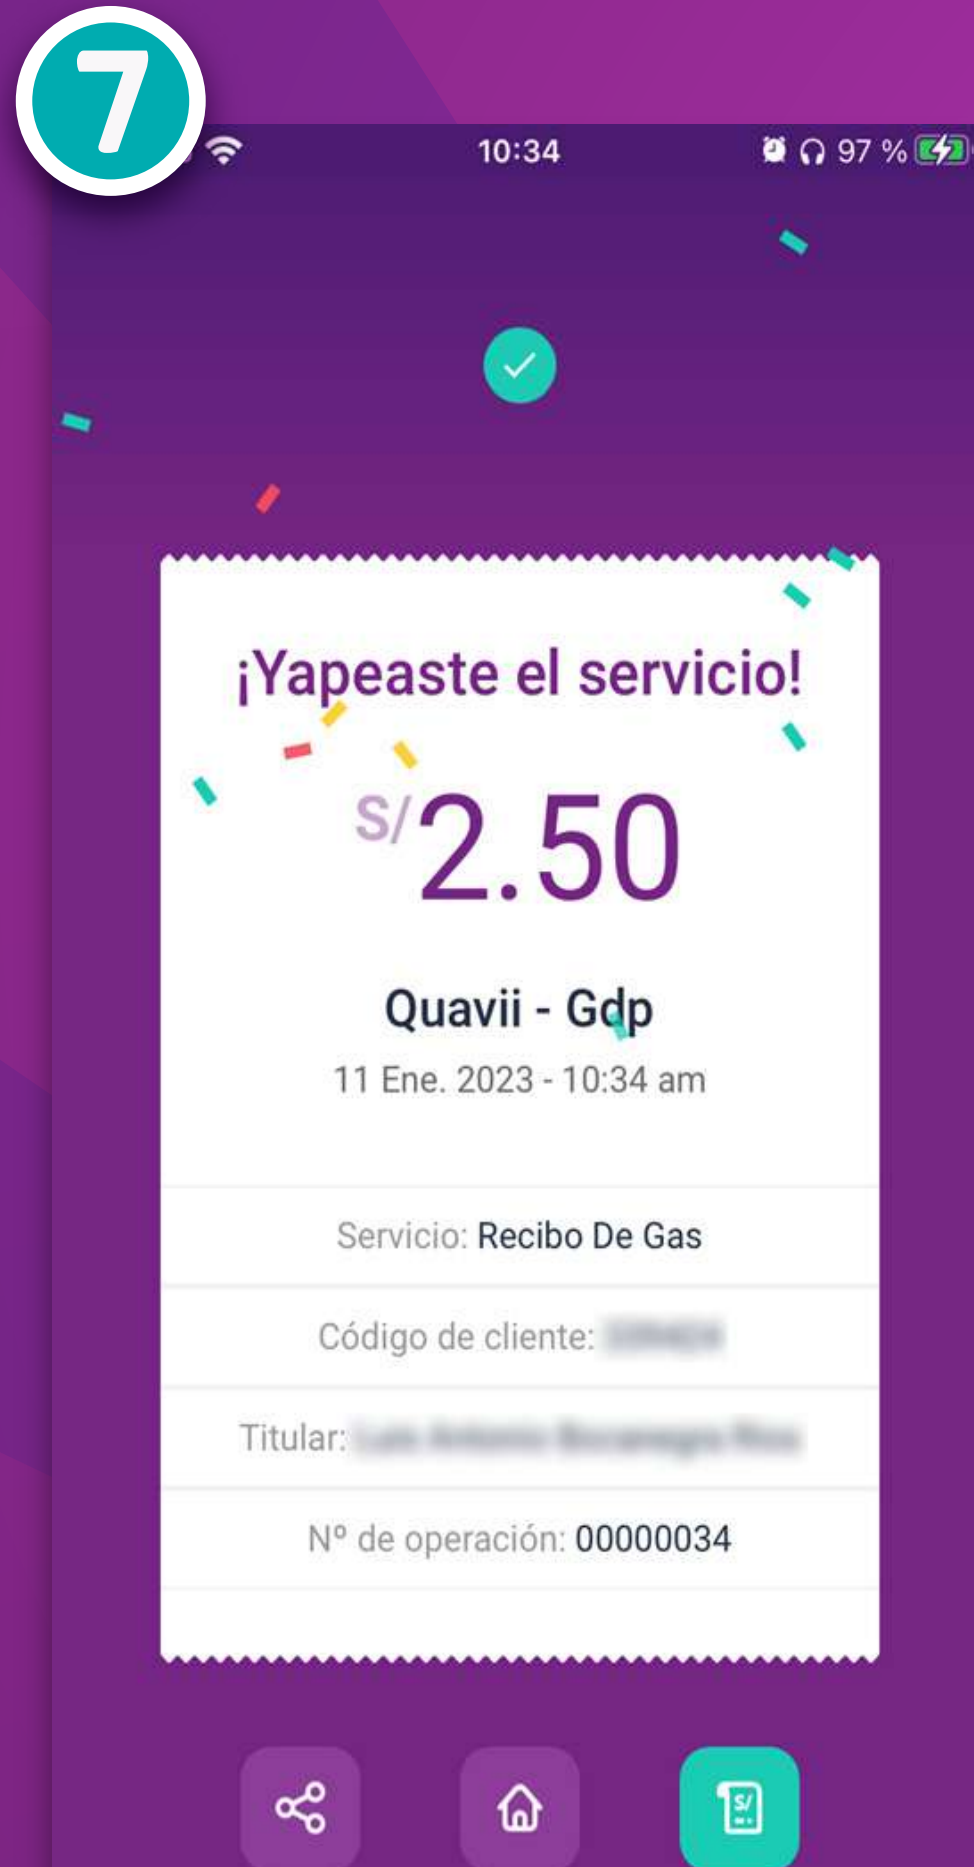 7
10:34
97 %
¡Yapeaste el servicio!
S/2.50
Quavii - Gdp
11 Ene. 2023 - 10:34 am
Servicio: Recibo De Gas
Código de cliente:
Titular:
Nº de operación: 00000034
S/